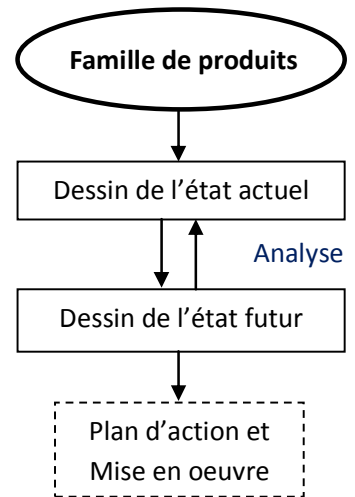 Famille de produits
Dessin de l'état actuel
Analyse
Dessin de l'état futur
Plan d'action et
Mise en oeuvre